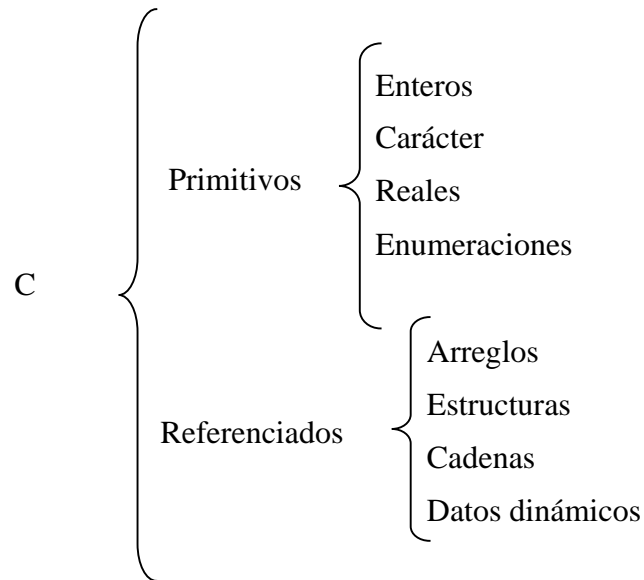 C
Primitivos
Enteros
Carácter
Reales
Enumeraciones
Referenciados
Arreglos
Estructuras
Cadenas
Datos dinámicos